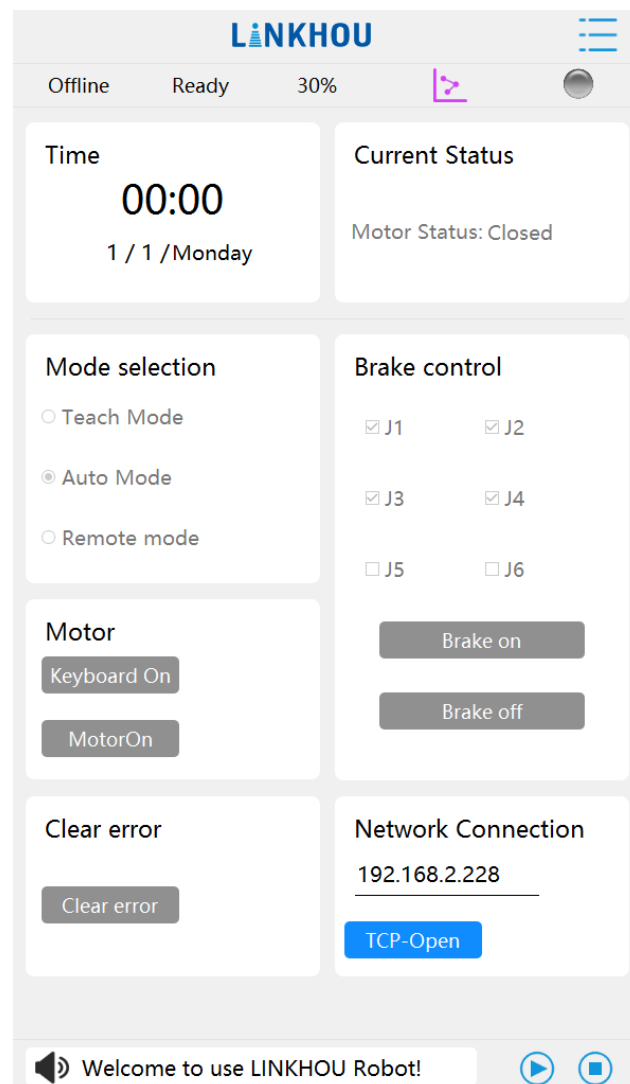 LINKHOU
Offline Ready 30%
Time
00:00
1 / 1 / Monday
Current Status
Motor Status: Closed
Mode selection
Teach Mode
Auto Mode
Remote mode
Brake control
J1 J2
J3 J4
J5 J6
Brake on
Brake off
Motor
Keyboard On
MotorOn
Clear error
Clear error
Network Connection
192.168.2.228
TCP-Open
Welcome to use LINKHOU Robot!